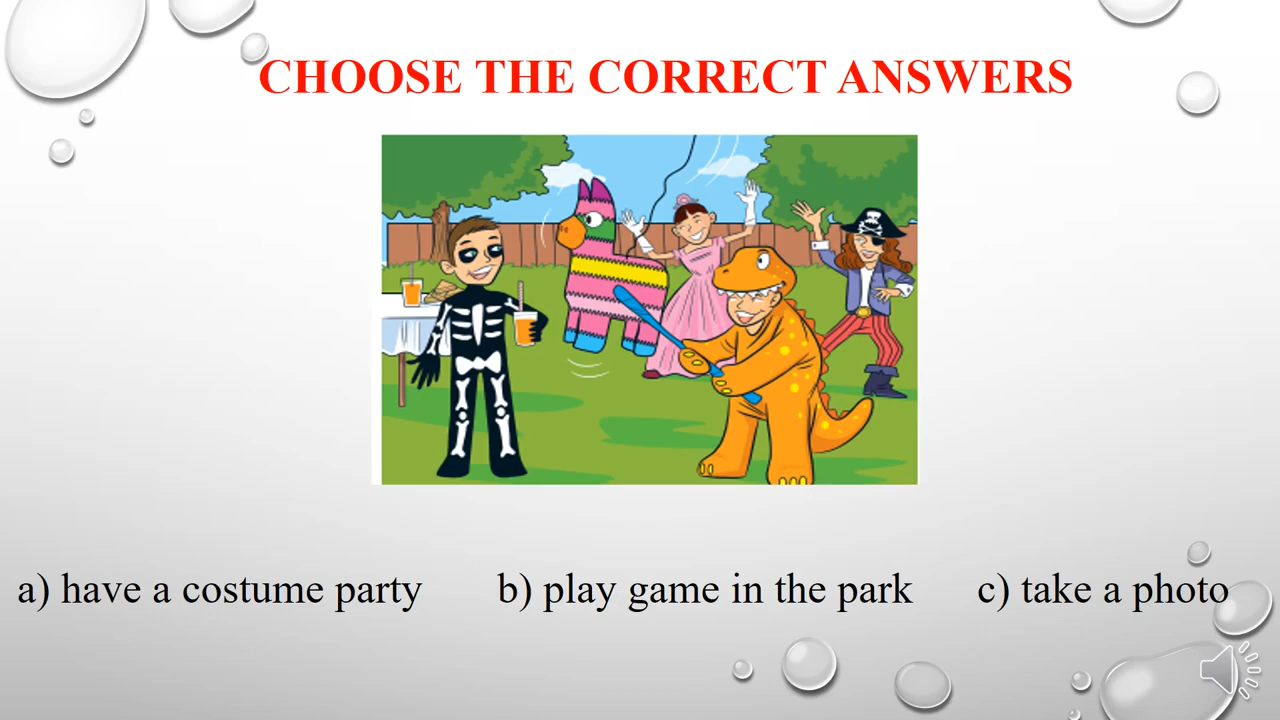 CHOOSE THE CORRECT ANSWERS
a) have a costume party b) play game in the park c) take a photo